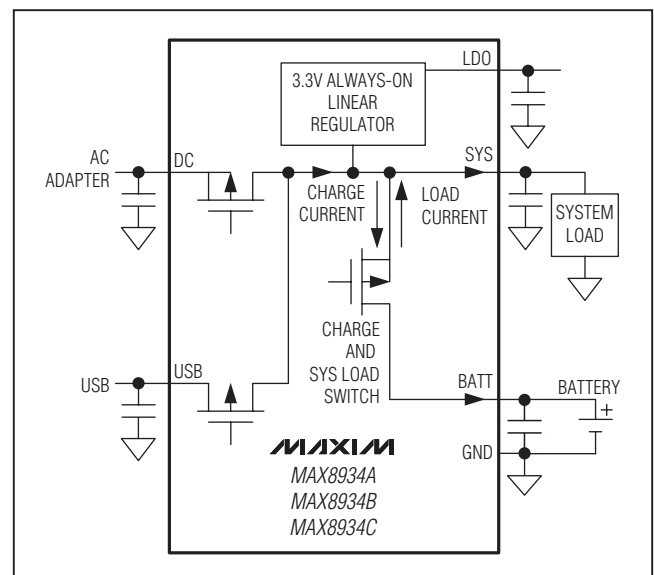 3.3V ALWAYS-ON
LINEAR
REGULATOR
LDO
AC
ADAPTER
DC
SYS
CHARGE
CURRENT
LOAD
CURRENT
SYSTEM
LOAD
CHARGE
AND
SYS LOAD
SWITCH
USB
USB
BATT
BATTERY
+
GND
MAXIM
MAX8934A
MAX8934B
MAX8934C